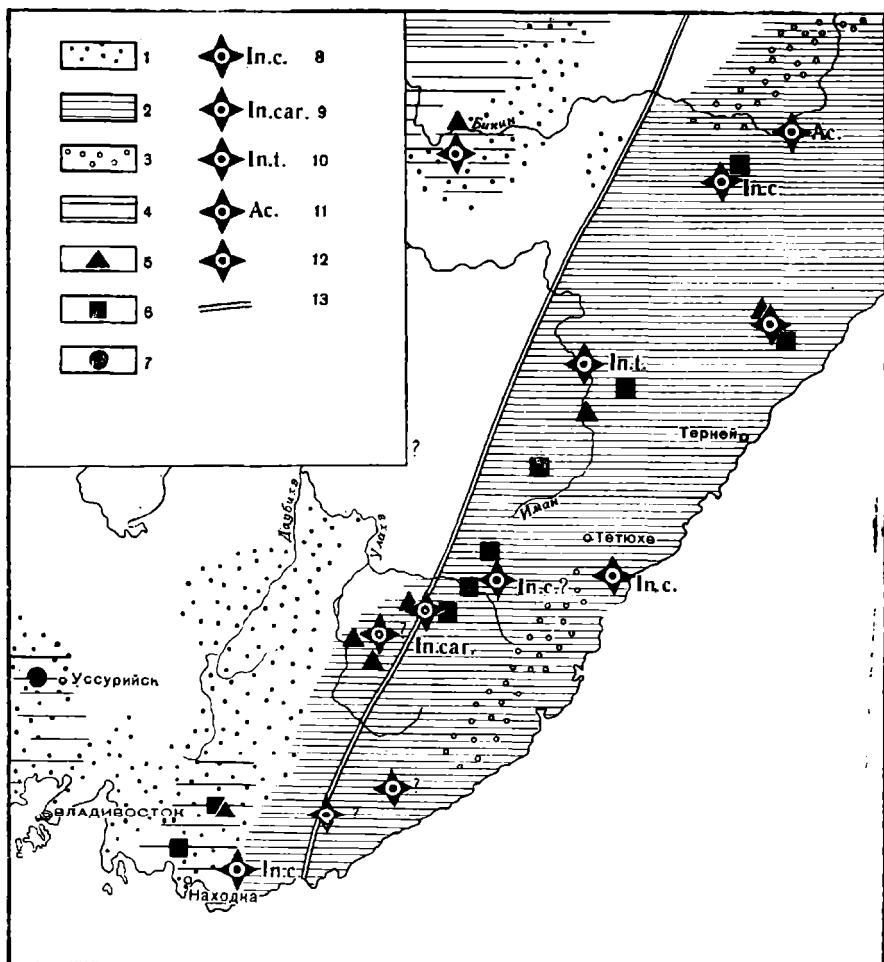 1 In.c. 8
2 In.car. 9
3 In.t. 10
4 Ac. 11
5 12
6 13
7
Бикин
Ac.
In.c.
In.t.
Терней
?
Иман
Даубихе
Улахе
Тетюхе
In.c.?
In.c.
?
In.car.
Уссурийск
?
?
ВЛАДИВОСТОК
In.c
Находка